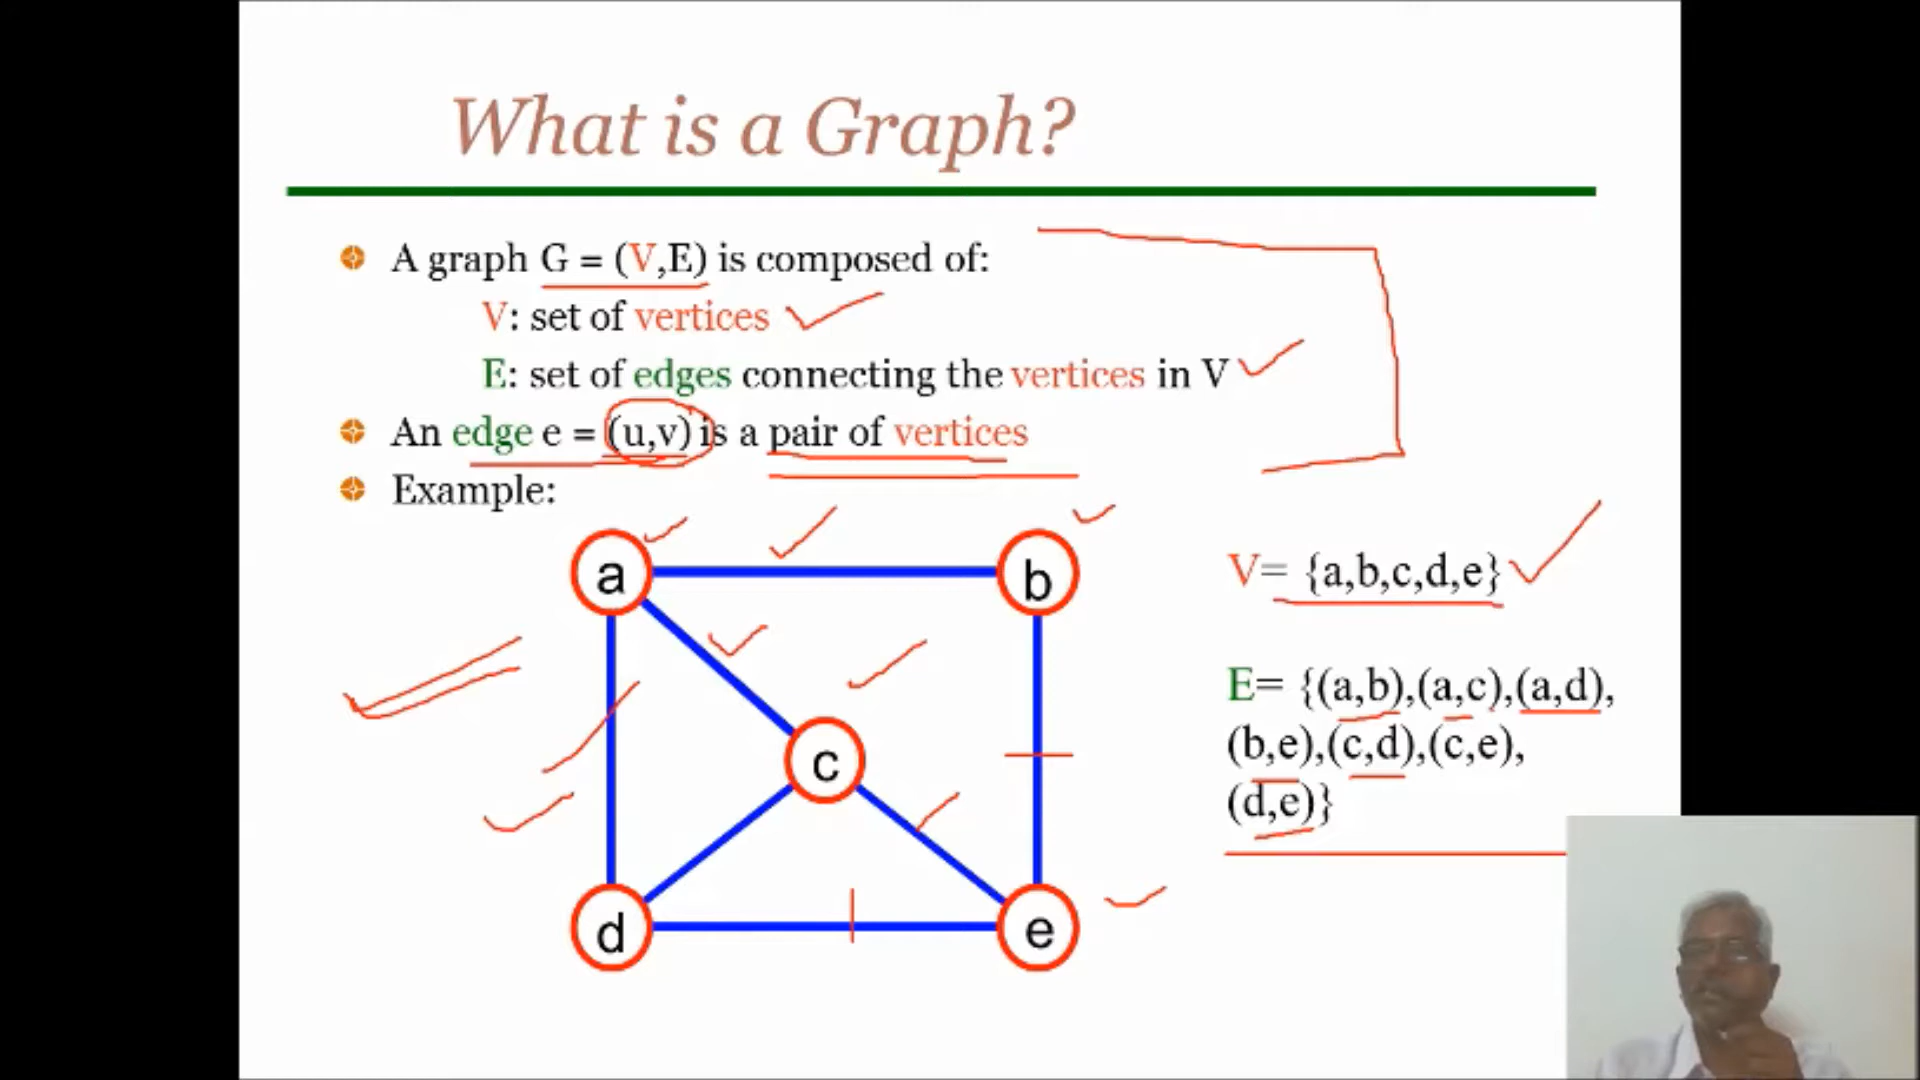 What is a Graph?
A graph G = (V,E) is composed of:
V: set of vertices
E: set of edges connecting the vertices in V
An edge e = (u,v) is a pair of vertices
Example:
a
b
c
d
e
V= {a,b,c,d,e}
E= {(a,b),(a,c),(a,d),
(b,e),(c,d),(c,e),
(d,e)}